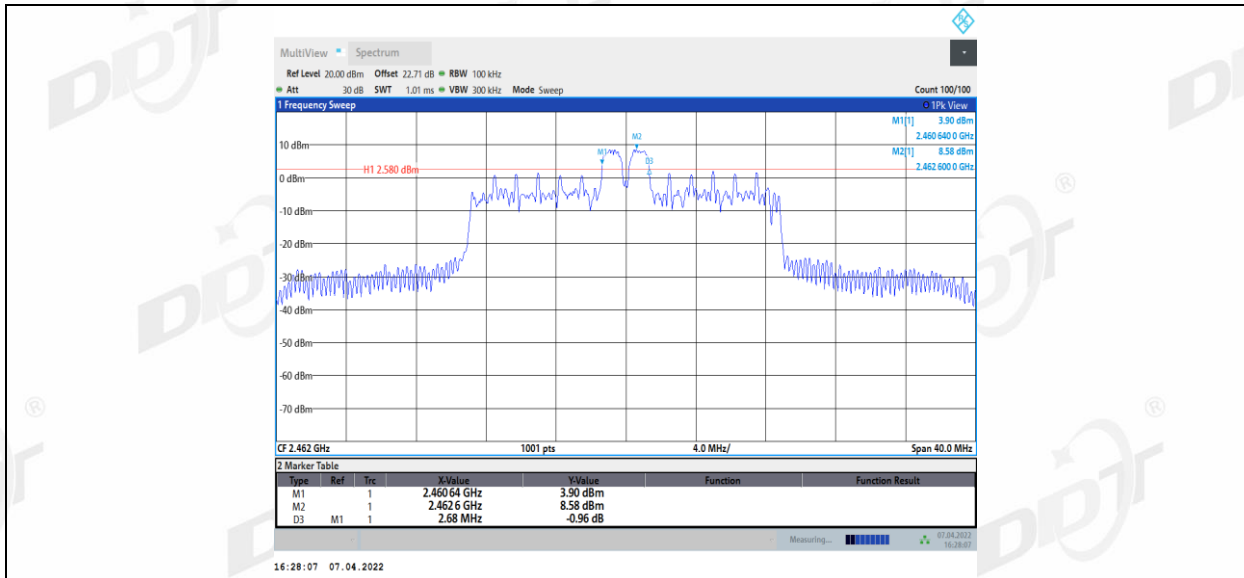 MultiView Spectrum
Ref Level 20.00 dBm Offset 22.71 dB RBW 100 kHz
Att 30 dB SWT 1.01 ms VBW 300 kHz Mode Sweep Count 100/100
1 Frequency Sweep 1Pk View
M1[1] 3.90 dBm
2.460 640 0 GHz
M2[1] 8.58 dBm
2.462 600 0 GHz
M2
M1
D3
10 dBm
H1 2.580 dBm
0 dBm
-10 dBm
-20 dBm
-30 dBm
-40 dBm
-50 dBm
-60 dBm
-70 dBm
CF 2.462 GHz 1001 pts 4.0 MHz/ Span 40.0 MHz
2 Marker Table
Type Ref Trc X-Value Y-Value Function Function Result
M1 1 2.460 64 GHz 3.90 dBm
M2 1 2.462 6 GHz 8.58 dBm
D3 M1 1 2.68 MHz -0.96 dB
Measuring... 07.04.2022
16:28:07
16:28:07 07.04.2022
DDT
®